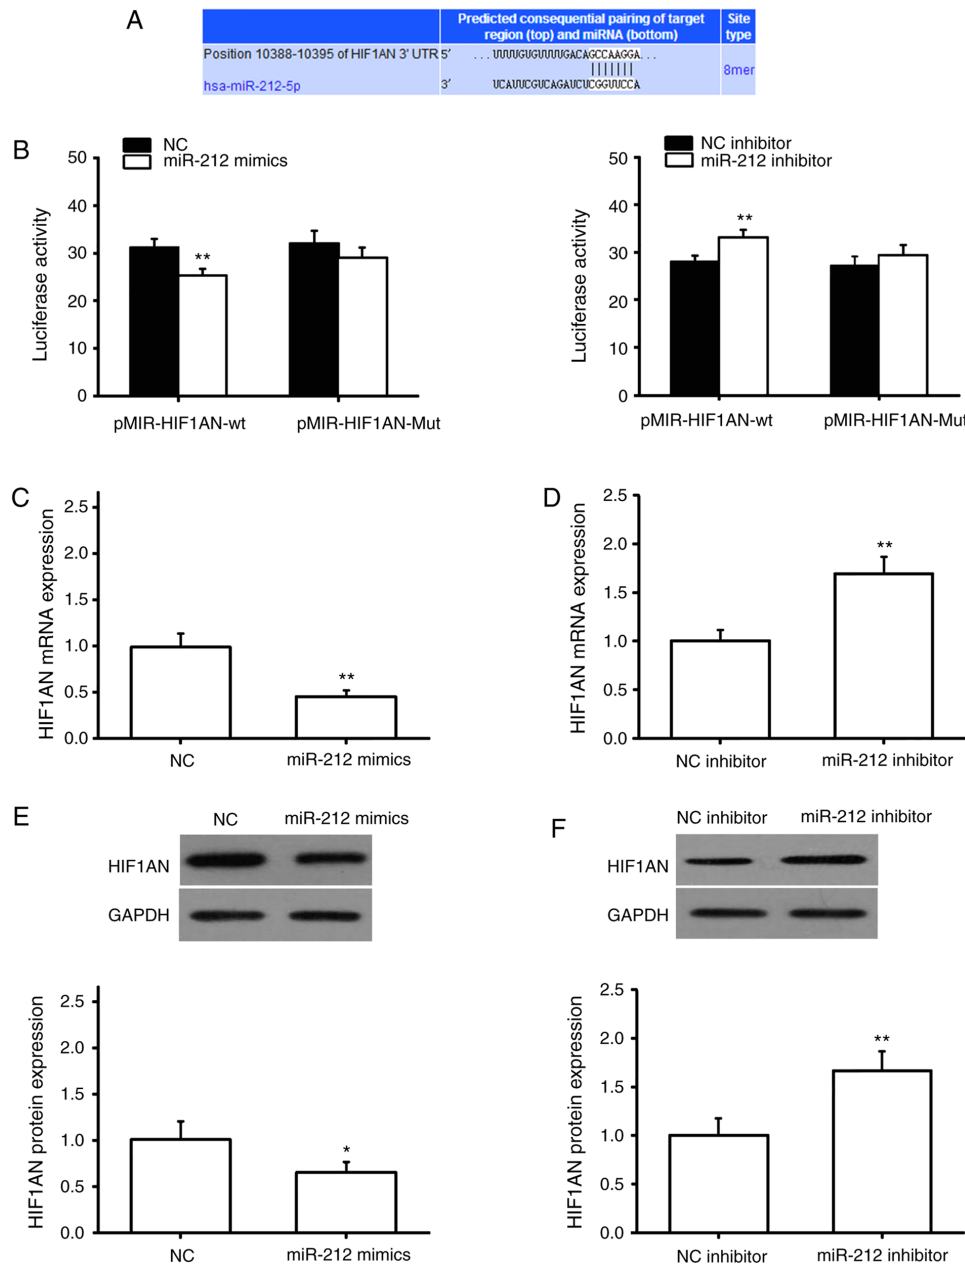 A
Predicted consequential pairing of target region (top) and miRNA (bottom)
Site type
Position 10388-10395 of HIF1AN 3' UTR 5' ...UUUUGUGUUUUGACAGCCAAGGA...
8mer
hsa-miR-212-5p 3' UCAUUCGUCAGAUCUCGGUUCCA
B
NC
miR-212 mimics
Luciferase activity
50
40
30
20
10
0
**
pMIR-HIF1AN-wt
pMIR-HIF1AN-Mut
NC inhibitor
miR-212 inhibitor
Luciferase activity
50
40
30
20
10
0
**
pMIR-HIF1AN-wt
pMIR-HIF1AN-Mut
C
HIF1AN mRNA expression
2.5
2.0
1.5
1.0
0.5
0.0
**
NC
miR-212 mimics
D
HIF1AN mRNA expression
2.5
2.0
1.5
1.0
0.5
0.0
**
NC inhibitor
miR-212 inhibitor
E
NC
miR-212 mimics
HIF1AN
GAPDH
HIF1AN protein expression
2.5
2.0
1.5
1.0
0.5
0.0
*
NC
miR-212 mimics
F
NC inhibitor
miR-212 inhibitor
HIF1AN
GAPDH
HIF1AN protein expression
2.5
2.0
1.5
1.0
0.5
0.0
**
NC inhibitor
miR-212 inhibitor